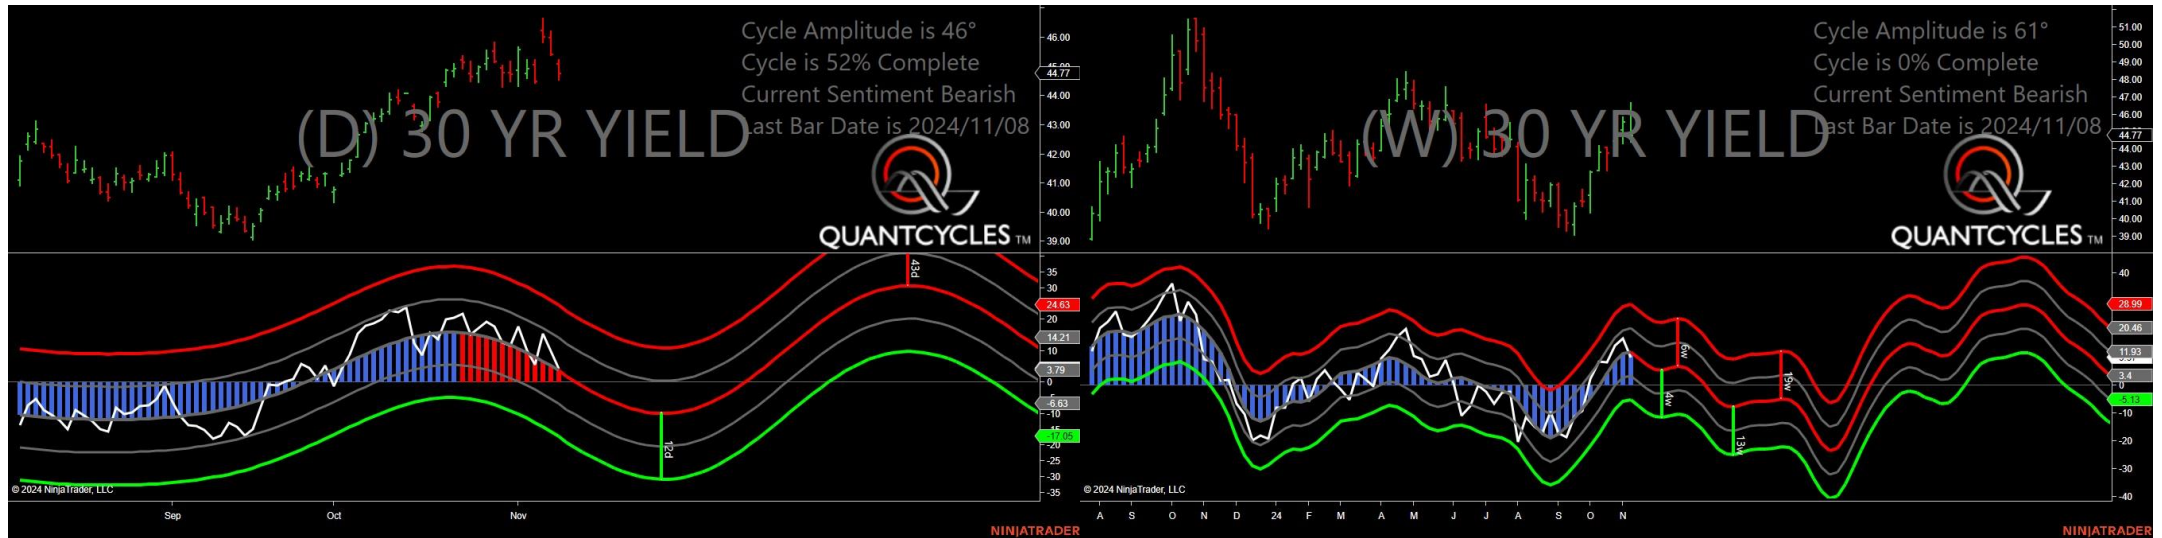 Cycle Amplitude is 46°
Cycle is 52% Complete
Current Sentiment Bearish
Last Bar Date is 2024/11/08
(D) 30 YR YIELD
QUANTCYCLES TM
46.00
45.00
44.77
44.00
43.00
42.00
41.00
40.00
39.00
43d
12d
35
30
24.63
20
14.21
10
3.79
0
-6.63
-10
-17.05
-20
-25
-30
-35
© 2024 NinjaTrader, LLC
Sep Oct Nov
NINJATRADER
Cycle Amplitude is 61°
Cycle is 0% Complete
Current Sentiment Bearish
Last Bar Date is 2024/11/08
(W) 30 YR YIELD
QUANTCYCLES TM
51.00
50.00
49.00
48.00
47.00
46.00
44.77
44.00
43.00
42.00
41.00
40.00
39.00
6w
4w
13w
19w
40
28.99
20.46
11.93
3.4
0
-5.13
-10
-20
-30
-40
© 2024 NinjaTrader, LLC
A S O N D 24 F M A M J J A S O N
NINJATRADER